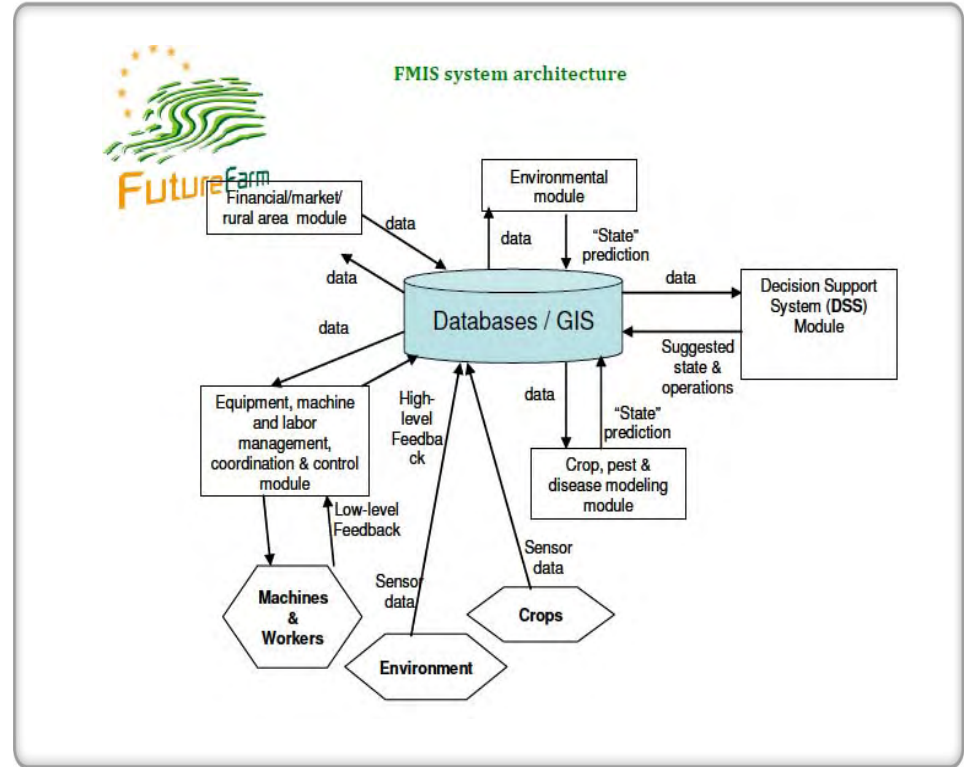 FMIS system architecture
FutureFarm
Financial/market/
rural area module
data
data
Environmental
module
data
“State”
prediction
Databases / GIS
data
Decision Support
System (DSS)
Module
Suggested
state &
operations
data
Equipment, machine
and labor
management,
coordination & control
module
High-
level
Feedba
ck
data
“State”
prediction
Crop, pest &
disease modeling
module
Low-level
Feedback
Machines
&
Workers
Sensor
data
Environment
Sensor
data
Crops